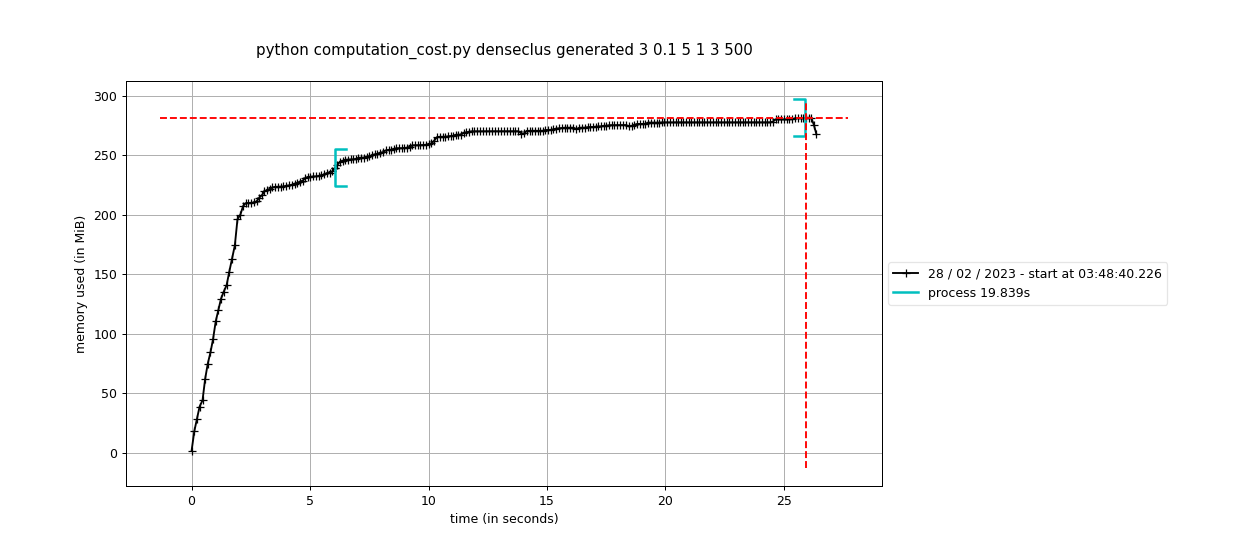 python computation_cost.py denseclus generated 3 0.1 5 1 3 500
300
250
200
150
100
50
0
memory used (in MiB)
0 5 10 15 20 25
time (in seconds)
28 / 02 / 2023 - start at 03:48:40.226
process 19.839s